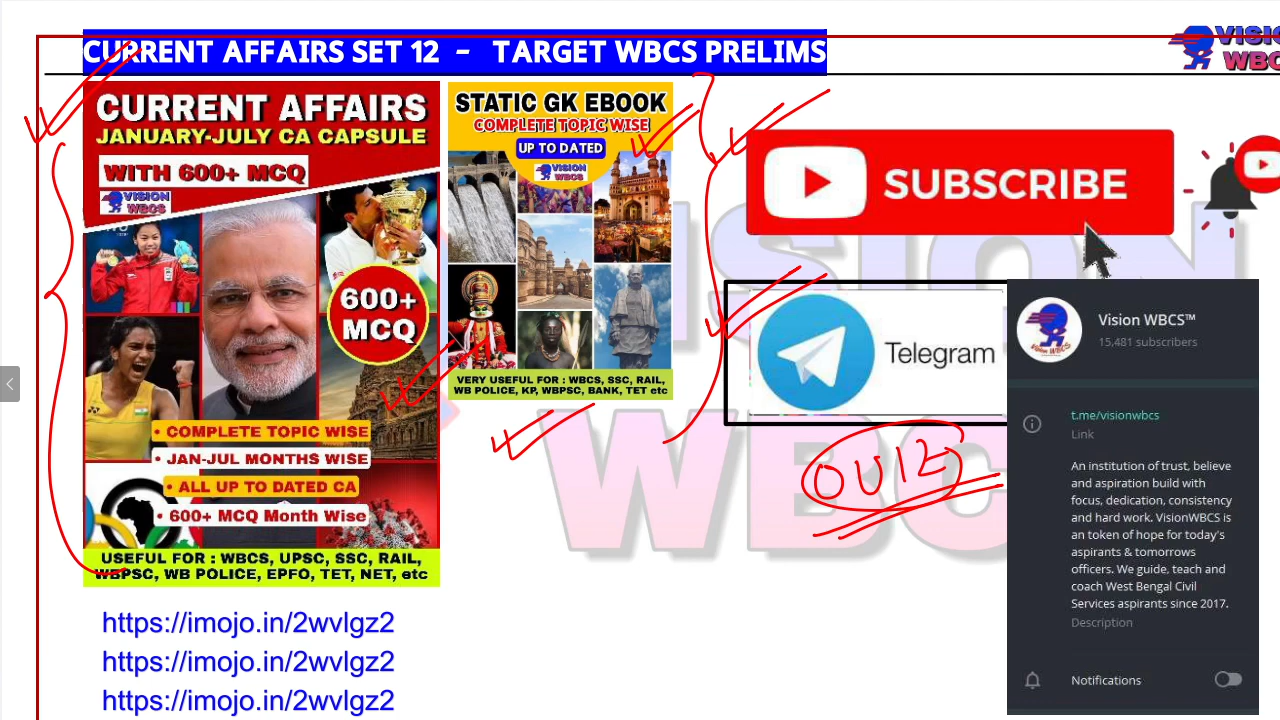 CURRENT AFFAIRS SET 12 – TARGET WBCS PRELIMS
VISION
WBCS
CURRENT AFFAIRS
JANUARY-JULY CA CAPSULE
WITH 600+ MCQ
VISION
WBCS
600+
MCQ
• COMPLETE TOPIC WISE
• JAN-JUL MONTHS WISE
• ALL UP TO DATED CA
• 600+ MCQ Month Wise
USEFUL FOR : WBCS, UPSC, SSC, RAIL,
WBPSC, WB POLICE, EPFO, TET, NET, etc
STATIC GK EBOOK
COMPLETE TOPIC WISE
UP TO DATED
VISION
WBCS
VERY USEFUL FOR : WBCS, SSC, RAIL,
WB POLICE, KP, WBPSC, BANK, TET etc
SUBSCRIBE
Telegram
QUIZ
Vision WBCS™
15,481 subscribers
t.me/visionwbcs
Link
An institution of trust, believe
and aspiration build with
focus, dedication, consistency
and hard work. VisionWBCS is
an token of hope for today's
aspirants & tomorrows
officers. We guide, teach and
coach West Bengal Civil
Services aspirants since 2017.
Description
Notifications
https://imojo.in/2wvlgz2
https://imojo.in/2wvlgz2
https://imojo.in/2wvlgz2
VISION
WBCS